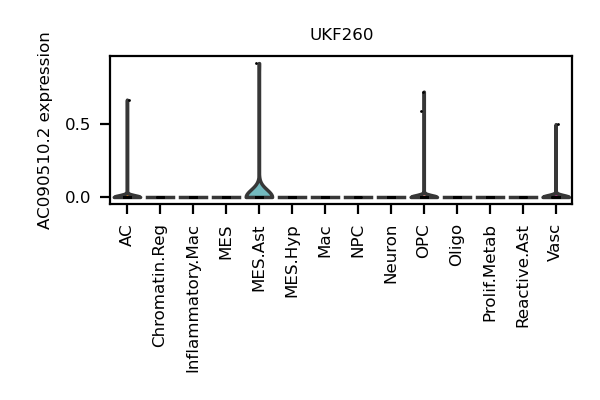 UKF260
AC090510.2 expression
0.5
0.0
AC
Chromatin.Reg
Inflammatory.Mac
MES
MES.Ast
MES.Hyp
Mac
NPC
Neuron
OPC
Oligo
Prolif.Metab
Reactive.Ast
Vasc